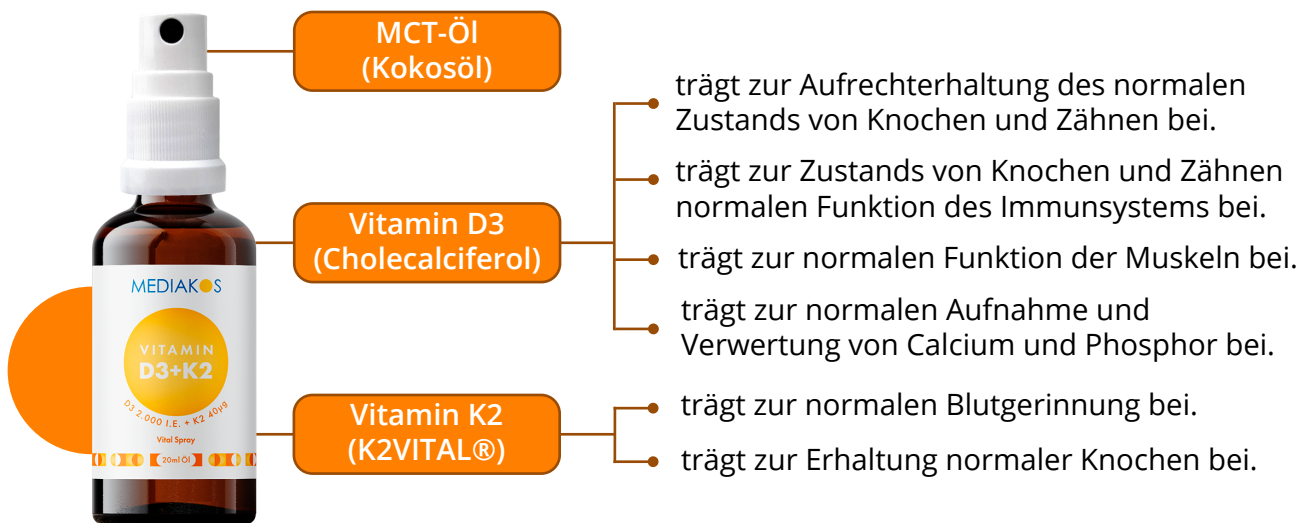 MCT-Öl
(Kokosöl)
trägt zur Aufrechterhaltung des normalen
Zustands von Knochen und Zähnen bei.
trägt zur Zustands von Knochen und Zähnen
normalen Funktion des Immunsystems bei.
Vitamin D3
(Cholecalciferol)
trägt zur normalen Funktion der Muskeln bei.
trägt zur normalen Aufnahme und
Verwertung von Calcium und Phosphor bei.
MEDIAKOS
VITAMIN
D3+K2
D3 2.000 I.E. + K2 40µg
Vital Spray
20ml Öl
Vitamin K2
(K2VITAL®)
trägt zur normalen Blutgerinnung bei.
trägt zur Erhaltung normaler Knochen bei.